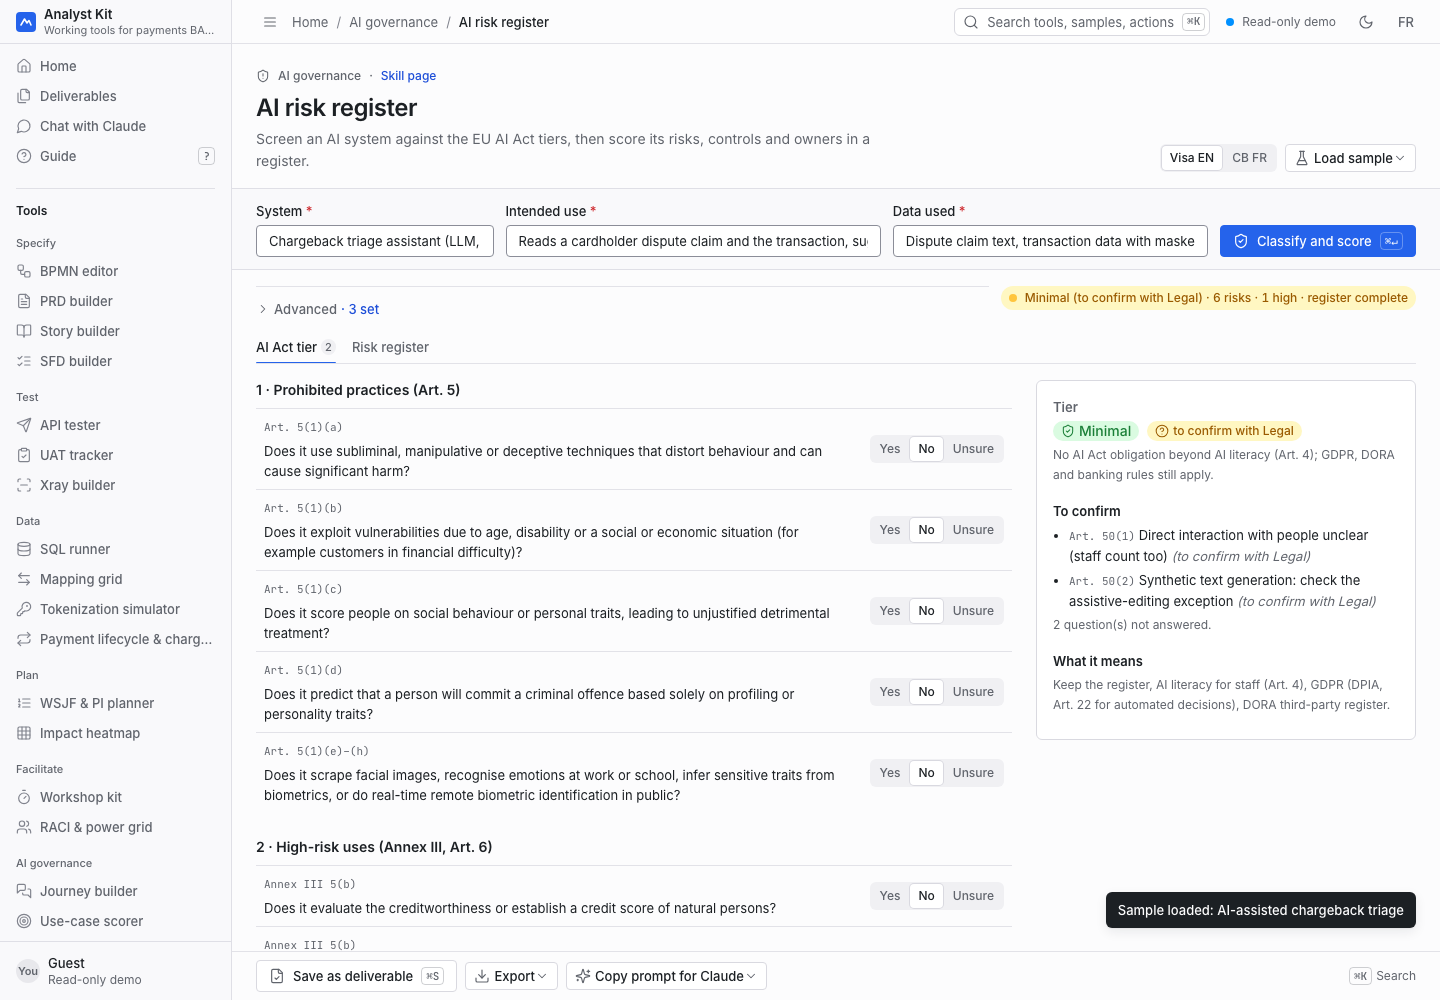 Analyst Kit
Working tools for payments BA...
Home / AI governance / AI risk register
Search tools, samples, actions ⌘K
Read-only demo
FR
Home
Deliverables
Chat with Claude
Guide ?
Tools
Specify
BPMN editor
PRD builder
Story builder
SFD builder
Test
API tester
UAT tracker
Xray builder
Data
SQL runner
Mapping grid
Tokenization simulator
Payment lifecycle & charg...
Plan
WSJF & PI planner
Impact heatmap
Facilitate
Workshop kit
RACI & power grid
AI governance
Journey builder
Use-case scorer
You
Guest
Read-only demo
AI governance · Skill page
AI risk register
Screen an AI system against the EU AI Act tiers, then score its risks, controls and owners in a
register.
Visa EN CB FR
Load sample
System *
Intended use *
Data used *
Chargeback triage assistant (LLM,
Reads a cardholder dispute claim and the transaction, su
Dispute claim text, transaction data with maske
Classify and score ⌘↵
Minimal (to confirm with Legal) · 6 risks · 1 high · register complete
Advanced · 3 set
AI Act tier 2
Risk register
1 · Prohibited practices (Art. 5)
Art. 5(1)(a)
Does it use subliminal, manipulative or deceptive techniques that distort behaviour and can
cause significant harm?
Yes No Unsure
Art. 5(1)(b)
Does it exploit vulnerabilities due to age, disability or a social or economic situation (for
example customers in financial difficulty)?
Yes No Unsure
Art. 5(1)(c)
Does it score people on social behaviour or personal traits, leading to unjustified detrimental
treatment?
Yes No Unsure
Art. 5(1)(d)
Does it predict that a person will commit a criminal offence based solely on profiling or
personality traits?
Yes No Unsure
Art. 5(1)(e)–(h)
Does it scrape facial images, recognise emotions at work or school, infer sensitive traits from
biometrics, or do real-time remote biometric identification in public?
Yes No Unsure
2 · High-risk uses (Annex III, Art. 6)
Annex III 5(b)
Does it evaluate the creditworthiness or establish a credit score of natural persons?
Yes No Unsure
Annex III 5(b)
Tier
Minimal
to confirm with Legal
No AI Act obligation beyond AI literacy (Art. 4); GDPR, DORA
and banking rules still apply.
To confirm
• Art. 50(1) Direct interaction with people unclear
(staff count too) (to confirm with Legal)
• Art. 50(2) Synthetic text generation: check the
assistive-editing exception (to confirm with Legal)
2 question(s) not answered.
What it means
Keep the register, AI literacy for staff (Art. 4), GDPR (DPIA,
Art. 22 for automated decisions), DORA third-party register.
Sample loaded: AI-assisted chargeback triage
Save as deliverable ⌘S
Export
Copy prompt for Claude
⌘K Search